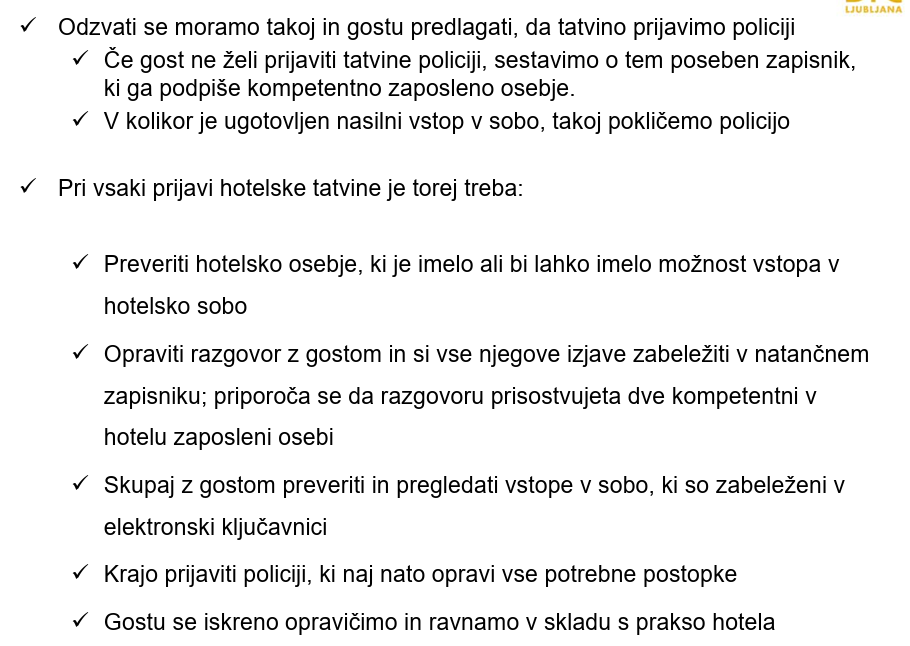 LJUBLJANA
✓ Odzvati se moramo takoj in gostu predlagati, da tatvino prijavimo policiji
✓ Če gost ne želi prijaviti tatvine policiji, sestavimo o tem poseben zapisnik,
ki ga podpiše kompetentno zaposleno osebje.
✓ V kolikor je ugotovljen nasilni vstop v sobo, takoj pokličemo policijo
✓ Pri vsaki prijavi hotelske tatvine je torej treba:
✓ Preveriti hotelsko osebje, ki je imelo ali bi lahko imelo možnost vstopa v
hotelsko sobo
✓ Opraviti razgovor z gostom in si vse njegove izjave zabeležiti v natančnem
zapisniku; priporoča se da razgovoru prisostvujeta dve kompetentni v
hotelu zaposleni osebi
✓ Skupaj z gostom preveriti in pregledati vstope v sobo, ki so zabeleženi v
elektronski ključavnici
✓ Krajo prijaviti policiji, ki naj nato opravi vse potrebne postopke
✓ Gostu se iskreno opravičimo in ravnamo v skladu s prakso hotela